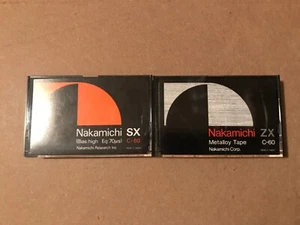 Nakamichi SX
(Bias:high Eq:70μs) C-60
Nakamichi Research Inc.
Nakamichi ZX
Metalloy Tape C-60
Nakamichi Corp.